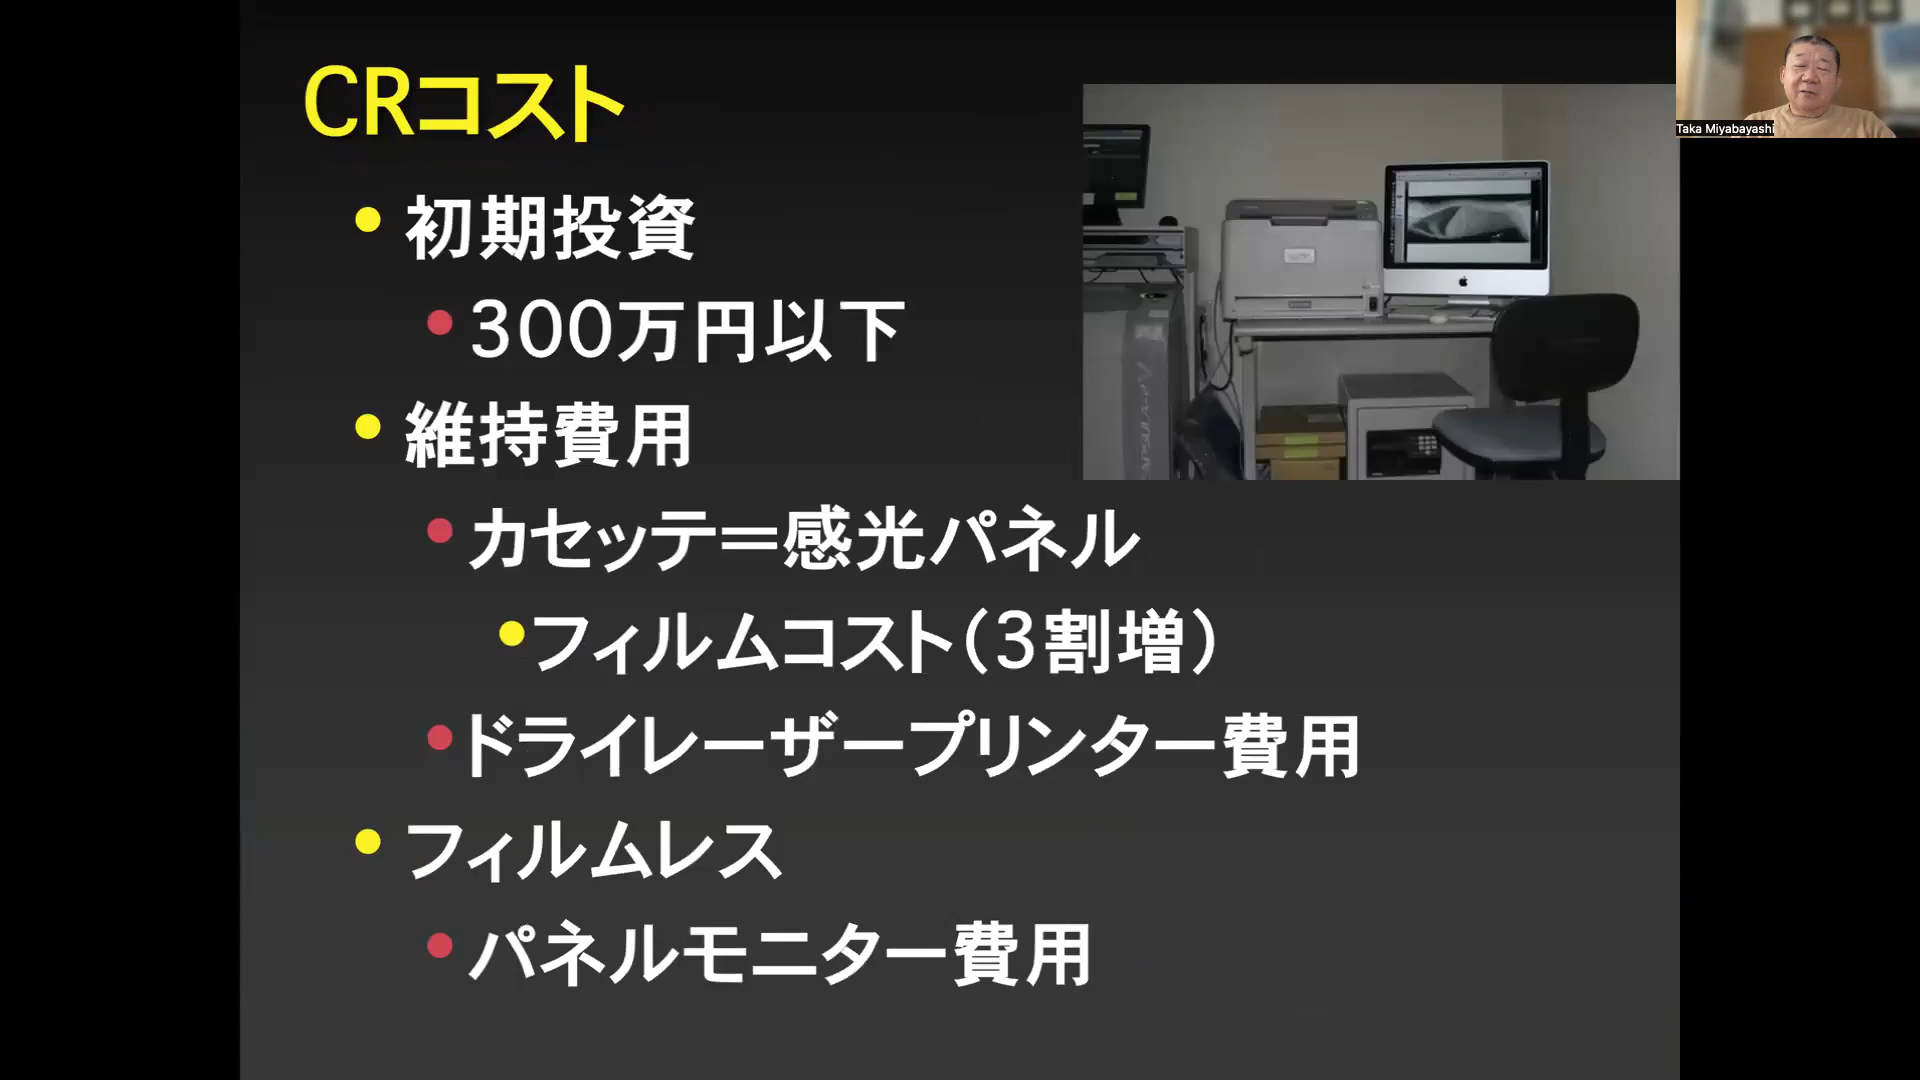 CRコスト
Taka Miyabayashi
初期投資
300万円以下
維持費用
カセッテ＝感光パネル
フィルムコスト（3割増）
ドライレーザープリンター費用
フィルムレス
パネルモニター費用